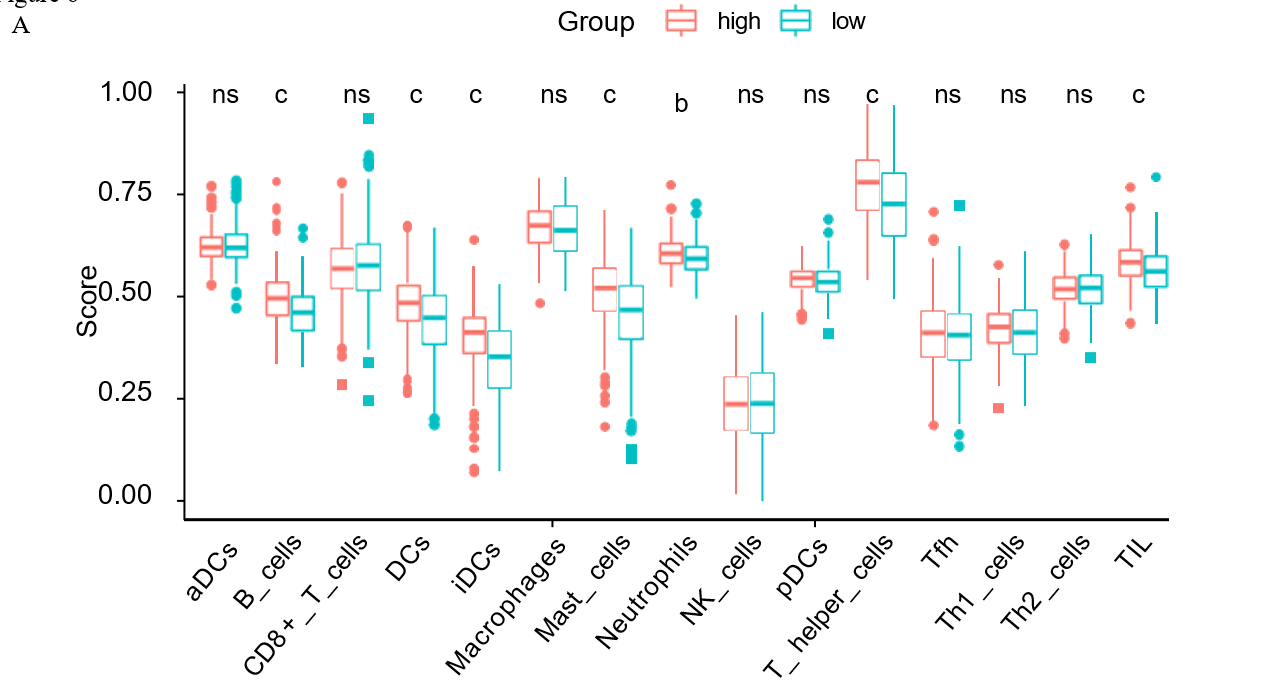 A
Group high low
1.00
0.75
0.50
0.25
0.00
Score
ns c ns c c ns c b ns ns c ns ns ns c
aDCs
B_cells
CD8+_T_cells
DCs
iDCs
Macrophages
Mast_cells
Neutrophils
NK_cells
pDCs
T_helper_cells
Tfh
Th1_cells
Th2_cells
TIL